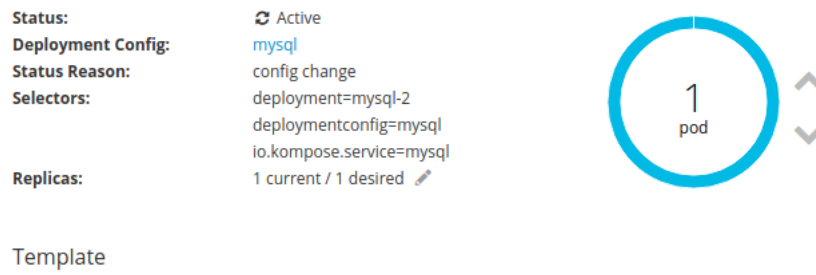 Status: Active
Deployment Config: mysql
Status Reason: config change
Selectors: deployment=mysql-2
deploymentconfig=mysql
io.kompose.service=mysql
Replicas: 1 current / 1 desired
1
pod
Template